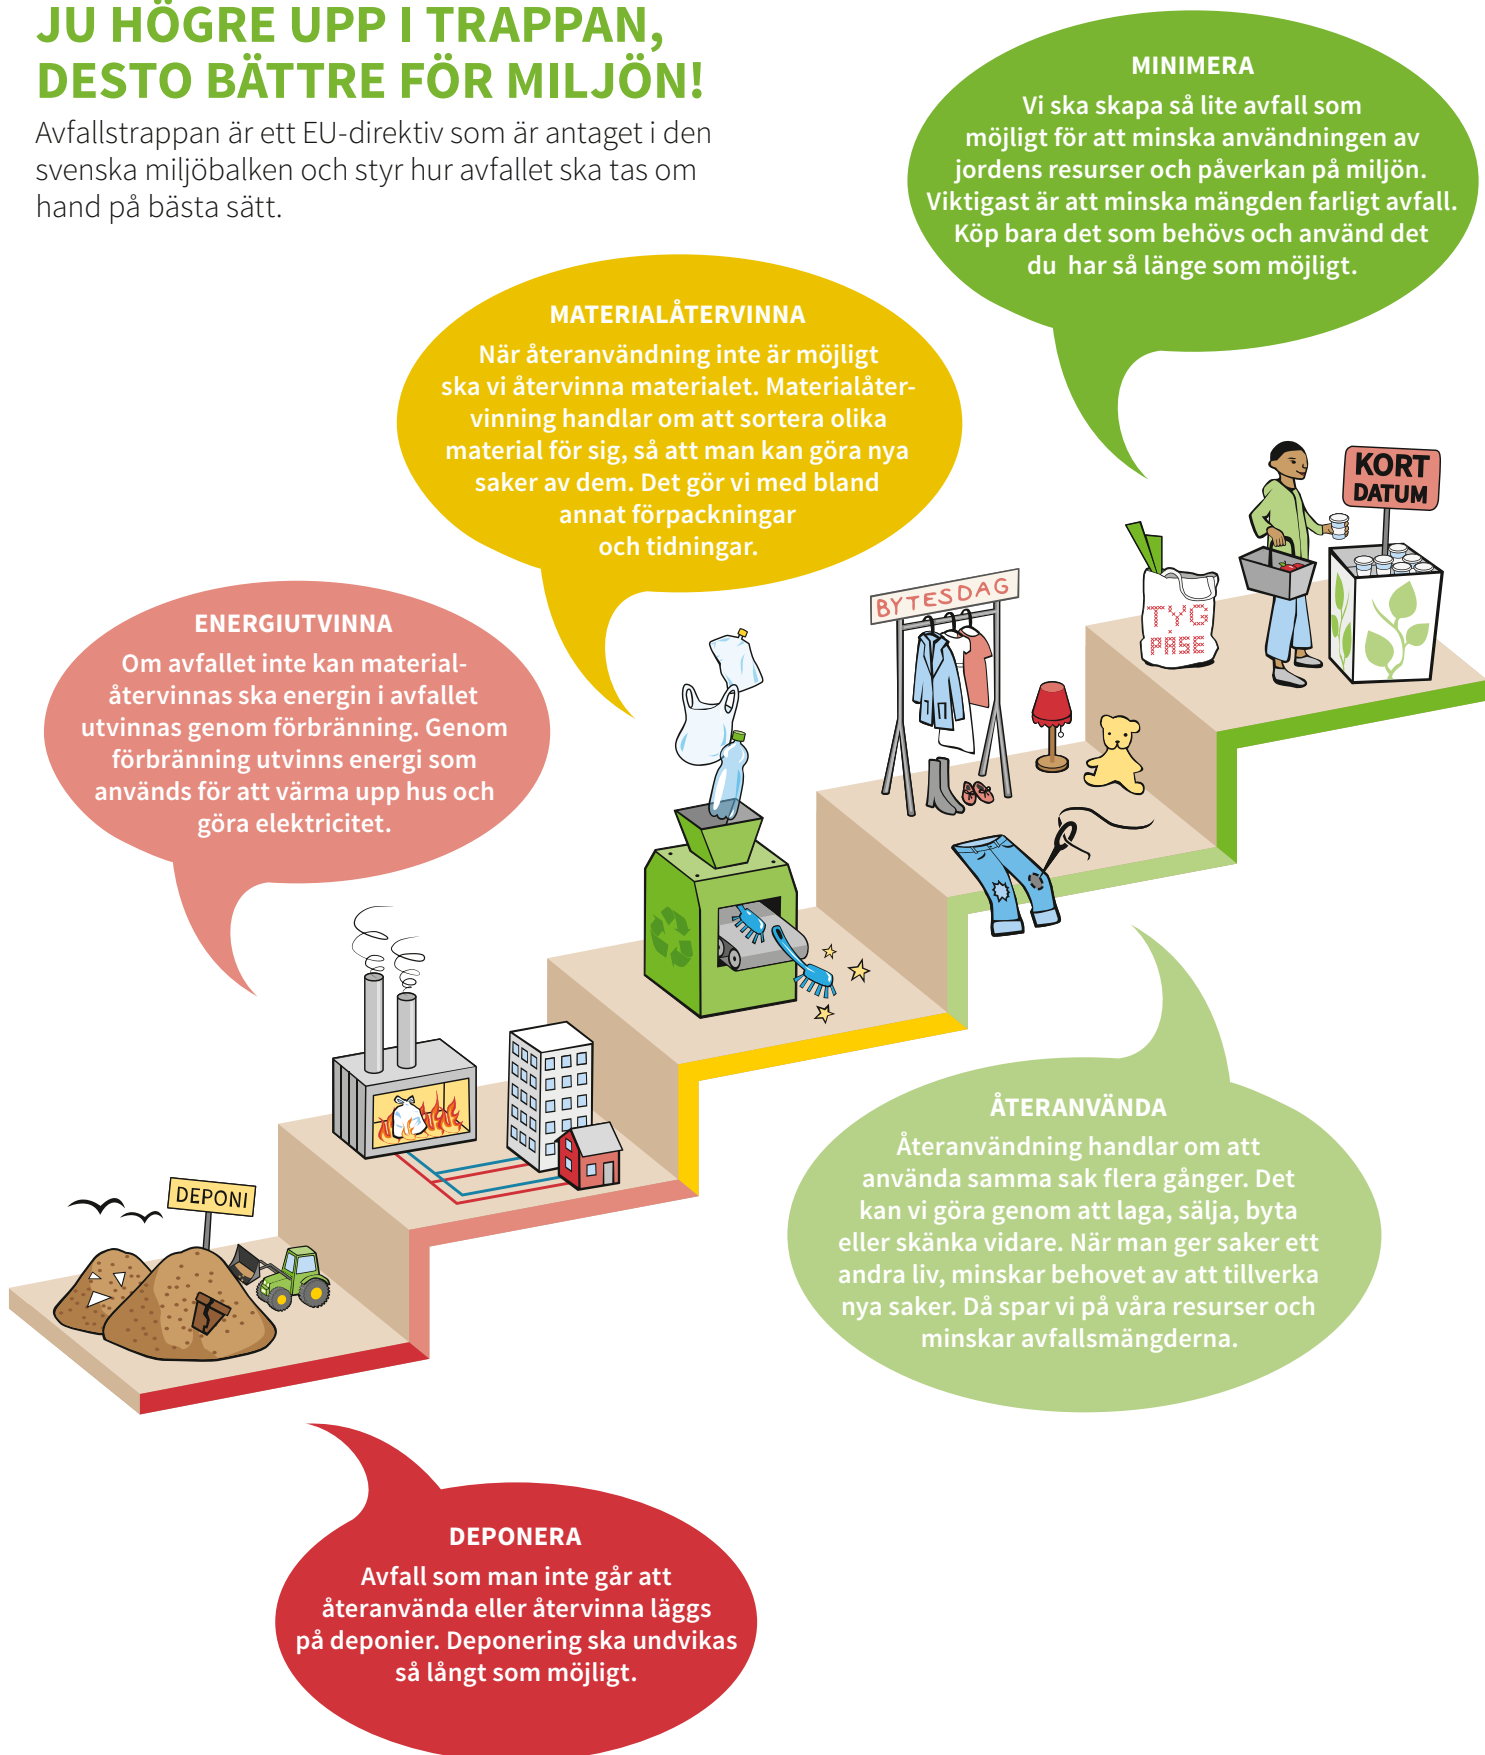 JU HÖGRE UPP I TRAPPAN,
DESTO BÄTTRE FÖR MILJÖN!
Avfallstrappan är ett EU-direktiv som är antaget i den
svenska miljöbalken och styr hur avfallet ska tas om
hand på bästa sätt.
MINIMERA
Vi ska skapa så lite avfall som
möjligt för att minska användningen av
jordens resurser och påverkan på miljön.
Viktigast är att minska mängden farligt avfall.
Köp bara det som behövs och använd det
du har så länge som möjligt.
MATERIALÅTERVINNA
När återanvändning inte är möjligt
ska vi återvinna materialet. Materialåter-
vinning handlar om att sortera olika
material för sig, så att man kan göra nya
saker av dem. Det gör vi med bland
annat förpackningar
och tidningar.
KORT
DATUM
BYTESDAG
TYG
PÅSE
ENERGIUTVINNA
Om avfallet inte kan material-
återvinnas ska energin i avfallet
utvinnas genom förbränning. Genom
förbränning utvinns energi som
används för att värma upp hus och
göra elektricitet.
ÅTERANVÄNDA
Återanvändning handlar om att
använda samma sak flera gånger. Det
kan vi göra genom att laga, sälja, byta
eller skänka vidare. När man ger saker ett
andra liv, minskar behovet av att tillverka
nya saker. Då spar vi på våra resurser och
minskar avfallsmängderna.
DEPONI
DEPONERA
Avfall som man inte går att
återanvända eller återvinna läggs
på deponier. Deponering ska undvikas
så långt som möjligt.